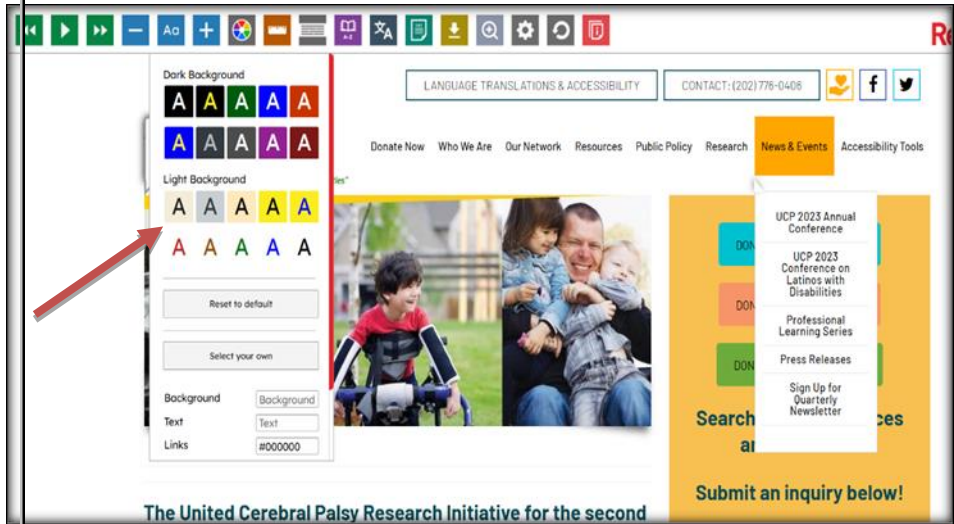 Aa
A-Z
Re
Dark Background
A A A A A
A A A A A
Light Background
A A A A A
A A A A A
Reset to default
Select your own
Background Background
Text Text
Links #000000
LANGUAGE TRANSLATIONS & ACCESSIBILITY
CONTACT: (202) 776-0406
f
Donate Now Who We Are Our Network Resources Public Policy Research News & Events Accessibility Tools
UCP 2023 Annual
Conference
UCP 2023
Conference on
Latinos with
Disabilities
Professional
Learning Series
Press Releases
Sign Up for
Quarterly
Newsletter
DON
DON
DON
Search ces
a
Submit an inquiry below!
The United Cerebral Palsy Research Initiative for the second